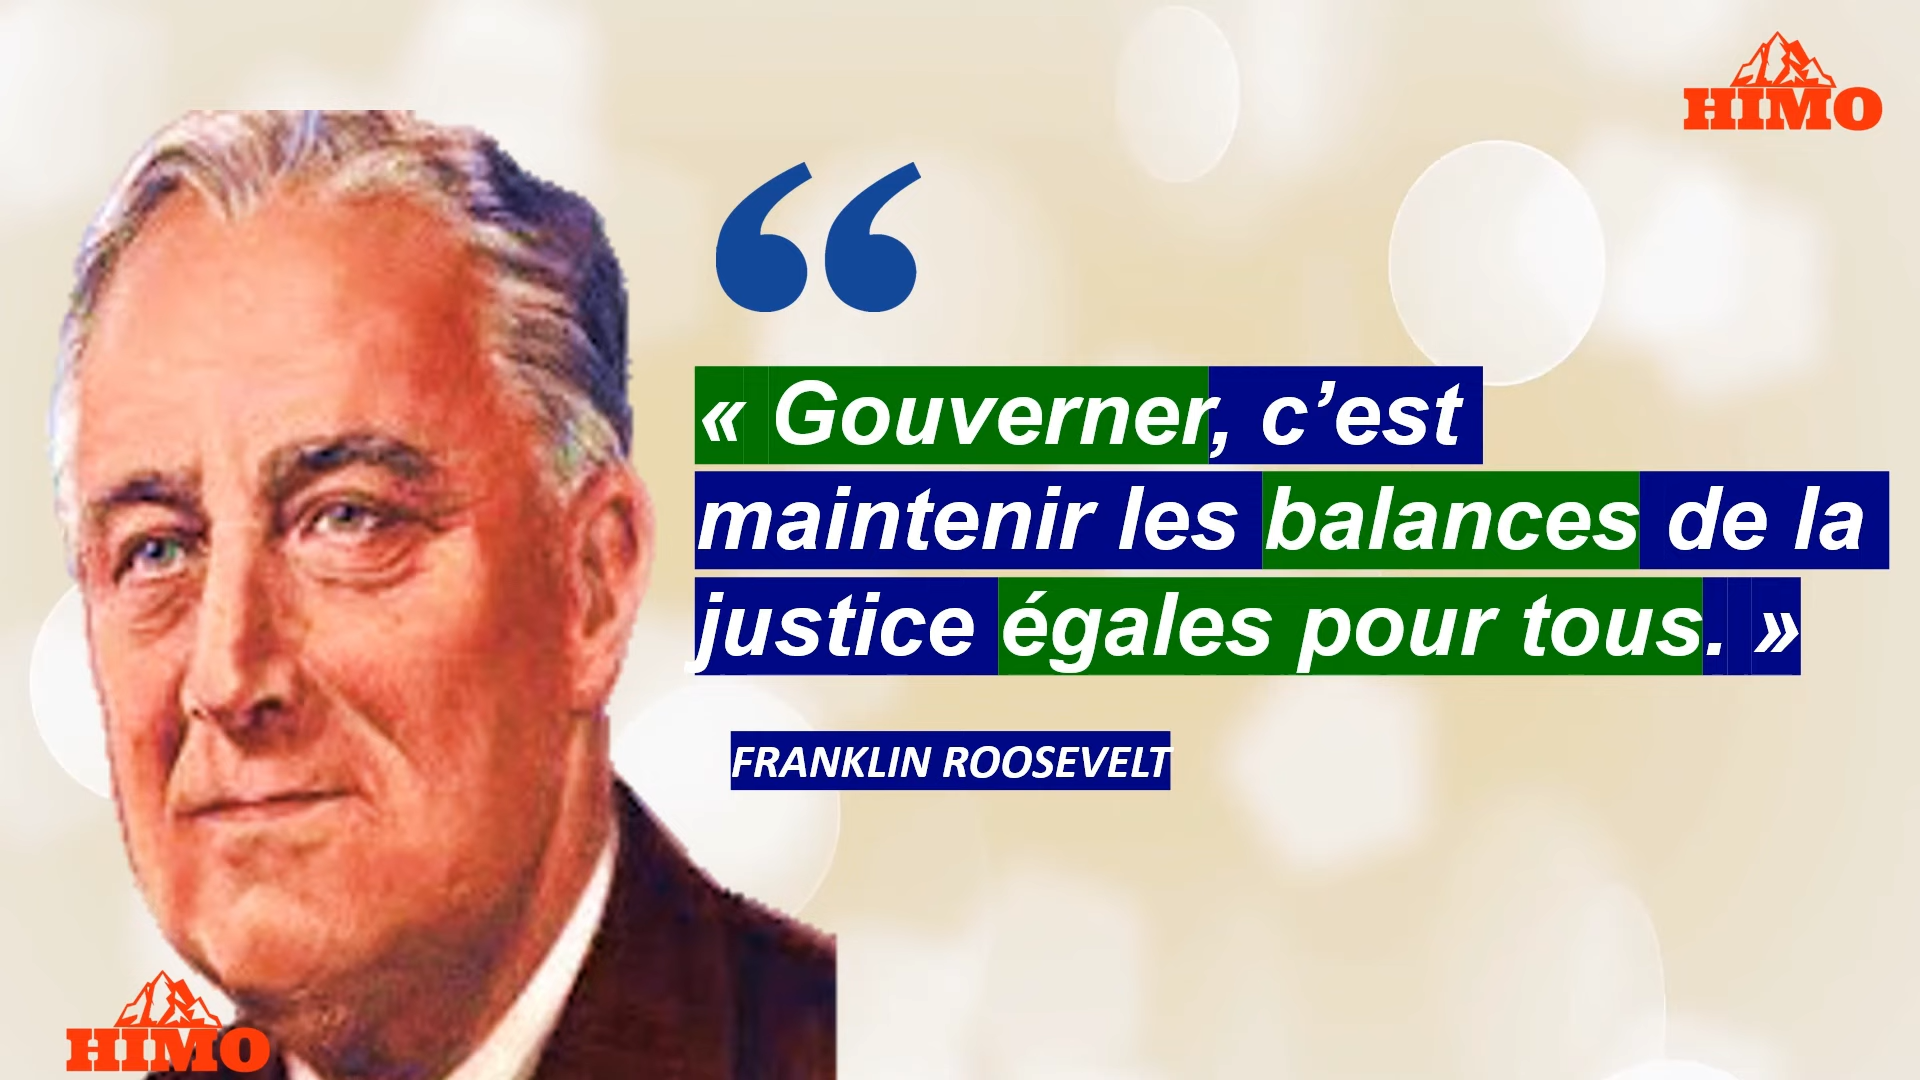 HIMO
« Gouverner, c’est
maintenir les balances de la
justice égales pour tous. »
FRANKLIN ROOSEVELT
HIMO